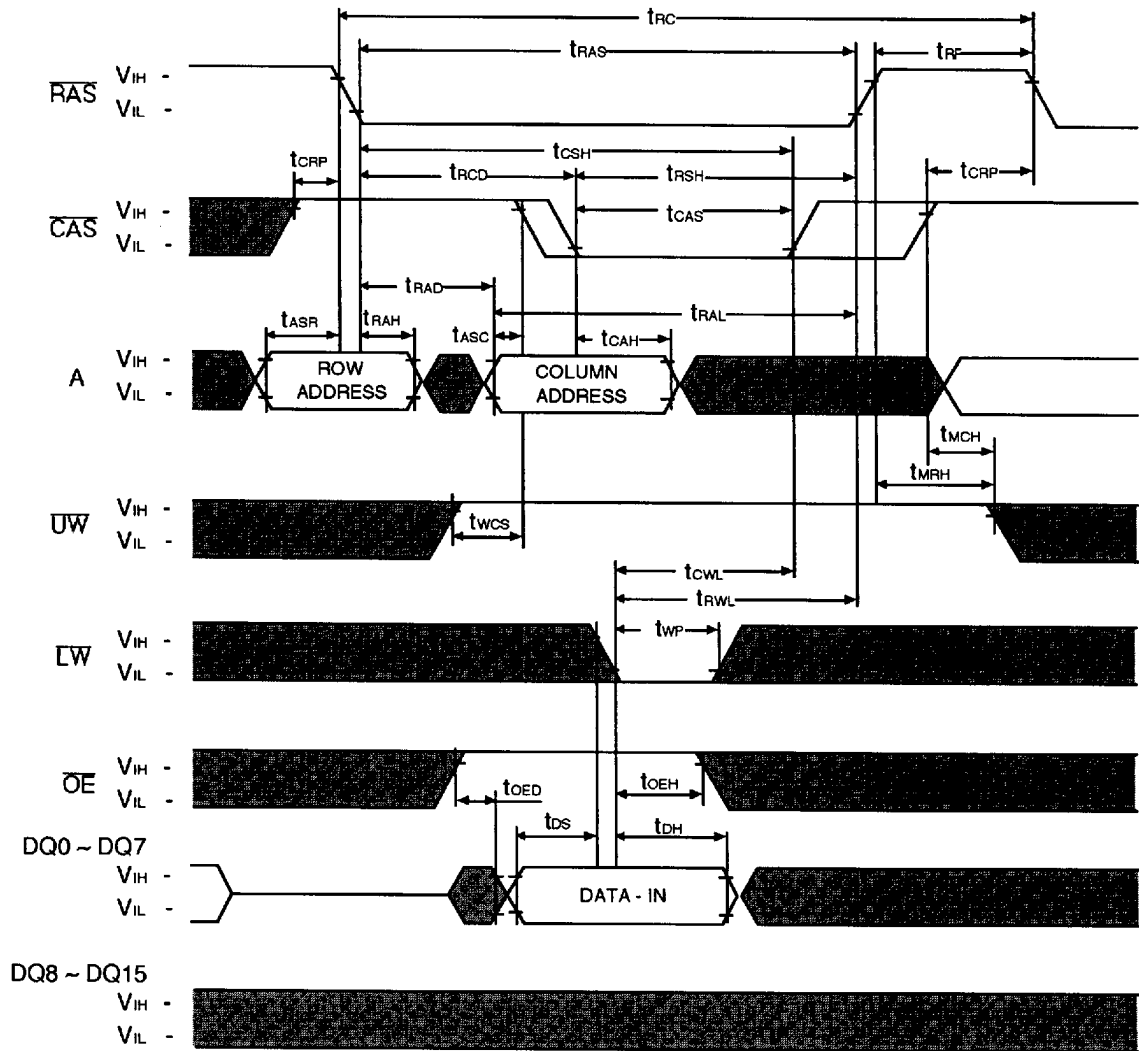 tRC
tRAS
tRF
RAS
VIH -
VIL -
tCSH
tCRP
tRCD
tRSH
tCRP
CAS
VIH -
VIL -
tCAS
tRAD
tRAL
tASR
tRAH
tASC
tCAH
A
VIH -
VIL -
ROW
ADDRESS
COLUMN
ADDRESS
tMCH
tMRH
UW
VIH -
VIL -
tWCS
tCWL
tRWL
LW
VIH -
VIL -
tWP
OE
VIH -
VIL -
tOED
tOEH
tDS
tDH
DQ0 ~ DQ7
VIH -
VIL -
DATA - IN
DQ8 ~ DQ15
VIH -
VIL -